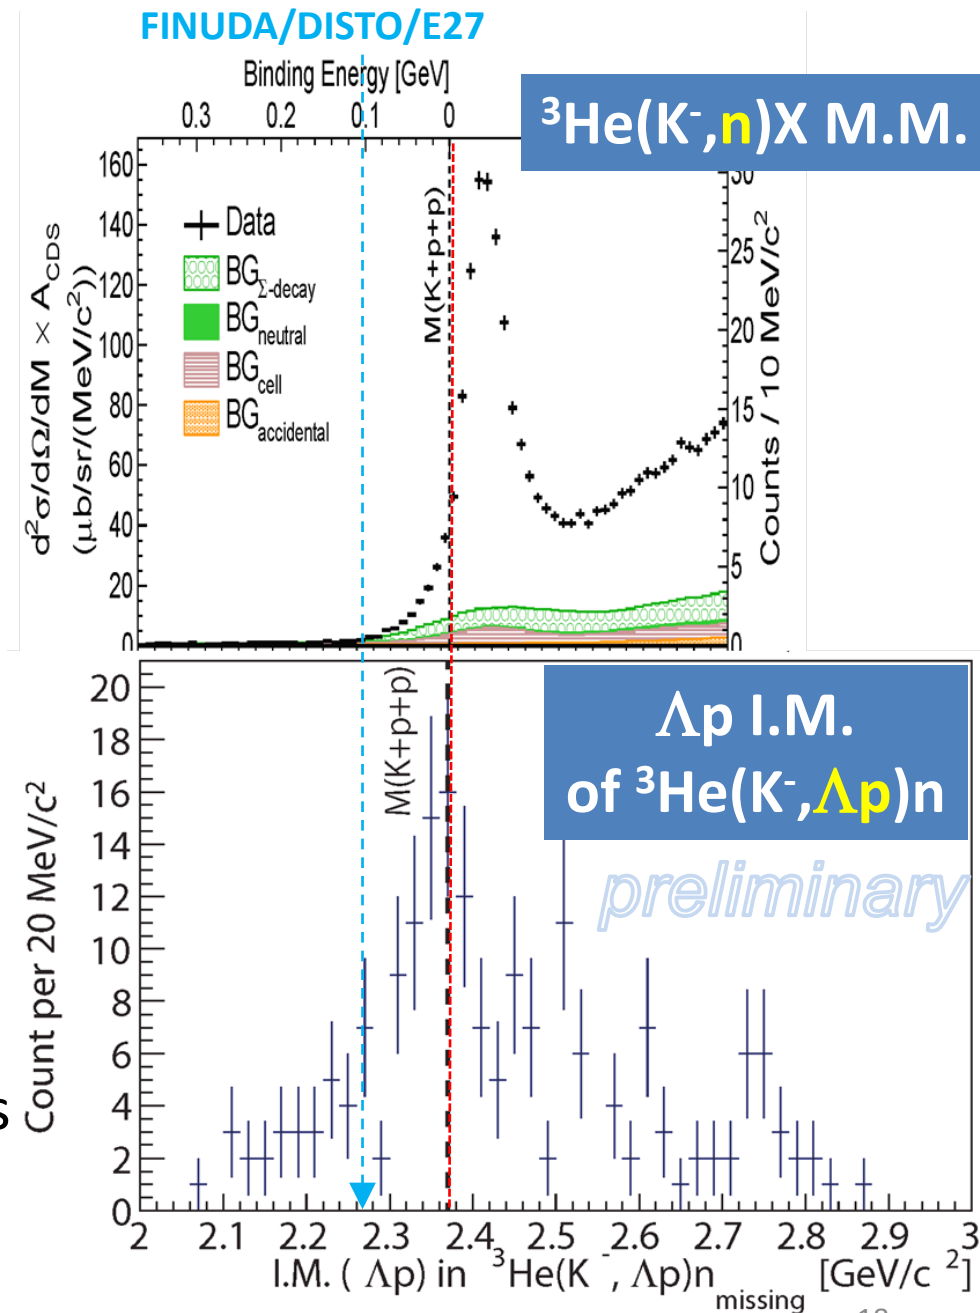 FINUDA/DISTO/E27
Binding Energy [GeV]
0.3 0.2 0.1 0
³He(K⁻,n)X M.M.
160
140
120
100
80
60
40
20
0
d²σ/dΩ/dM × A_CDS
(μb/sr/(MeV/c²))
Data
BG_Σ-decay
BG_neutral
BG_cell
BG_accidental
M(K+p+p)
30
25
20
15
10
5
0
Counts / 10 MeV/c²
Λp I.M.
of ³He(K⁻,Λp)n
preliminary
M(K+p+p)
20
18
16
14
12
10
8
6
4
2
0
Count per 20 MeV/c²
s
2 2.1 2.2 2.3 2.4 2.5 2.6 2.7 2.8 2.9 3
I.M. ( Λp) in ³He(K⁻, Λp)n_missing [GeV/c²]